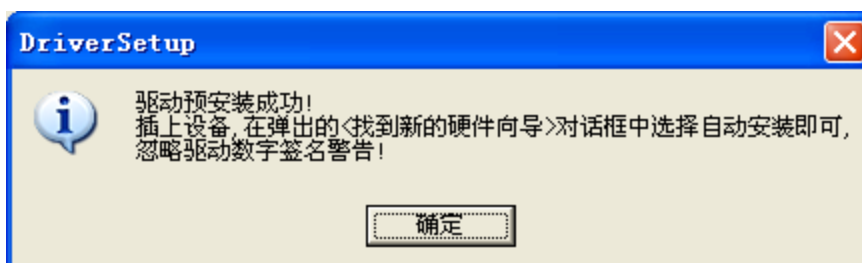 DriverSetup
驱动预安装成功!
插上设备,在弹出的<找到新的硬件向导>对话框中选择自动安装即可,
忽略驱动数字签名警告!
确定